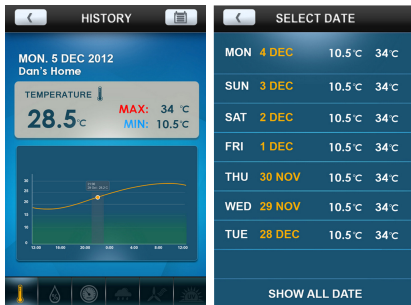 HISTORY
MON. 5 DEC 2012
Dan's Home
TEMPERATURE
28.5°C
MAX: 34 °C
MIN: 10.5°C
30
25
20
15
10
0
12:00 16:00 20:00 0:00 4:00 8:00 12:00
SELECT DATE
MON 4 DEC 10.5°C 34°C
SUN 3 DEC 10.5°C 34°C
SAT 2 DEC 10.5°C 34°C
FRI 1 DEC 10.5°C 34°C
THU 30 NOV 10.5°C 34°C
WED 29 NOV 10.5°C 34°C
TUE 28 DEC 10.5°C 34°C
SHOW ALL DATE